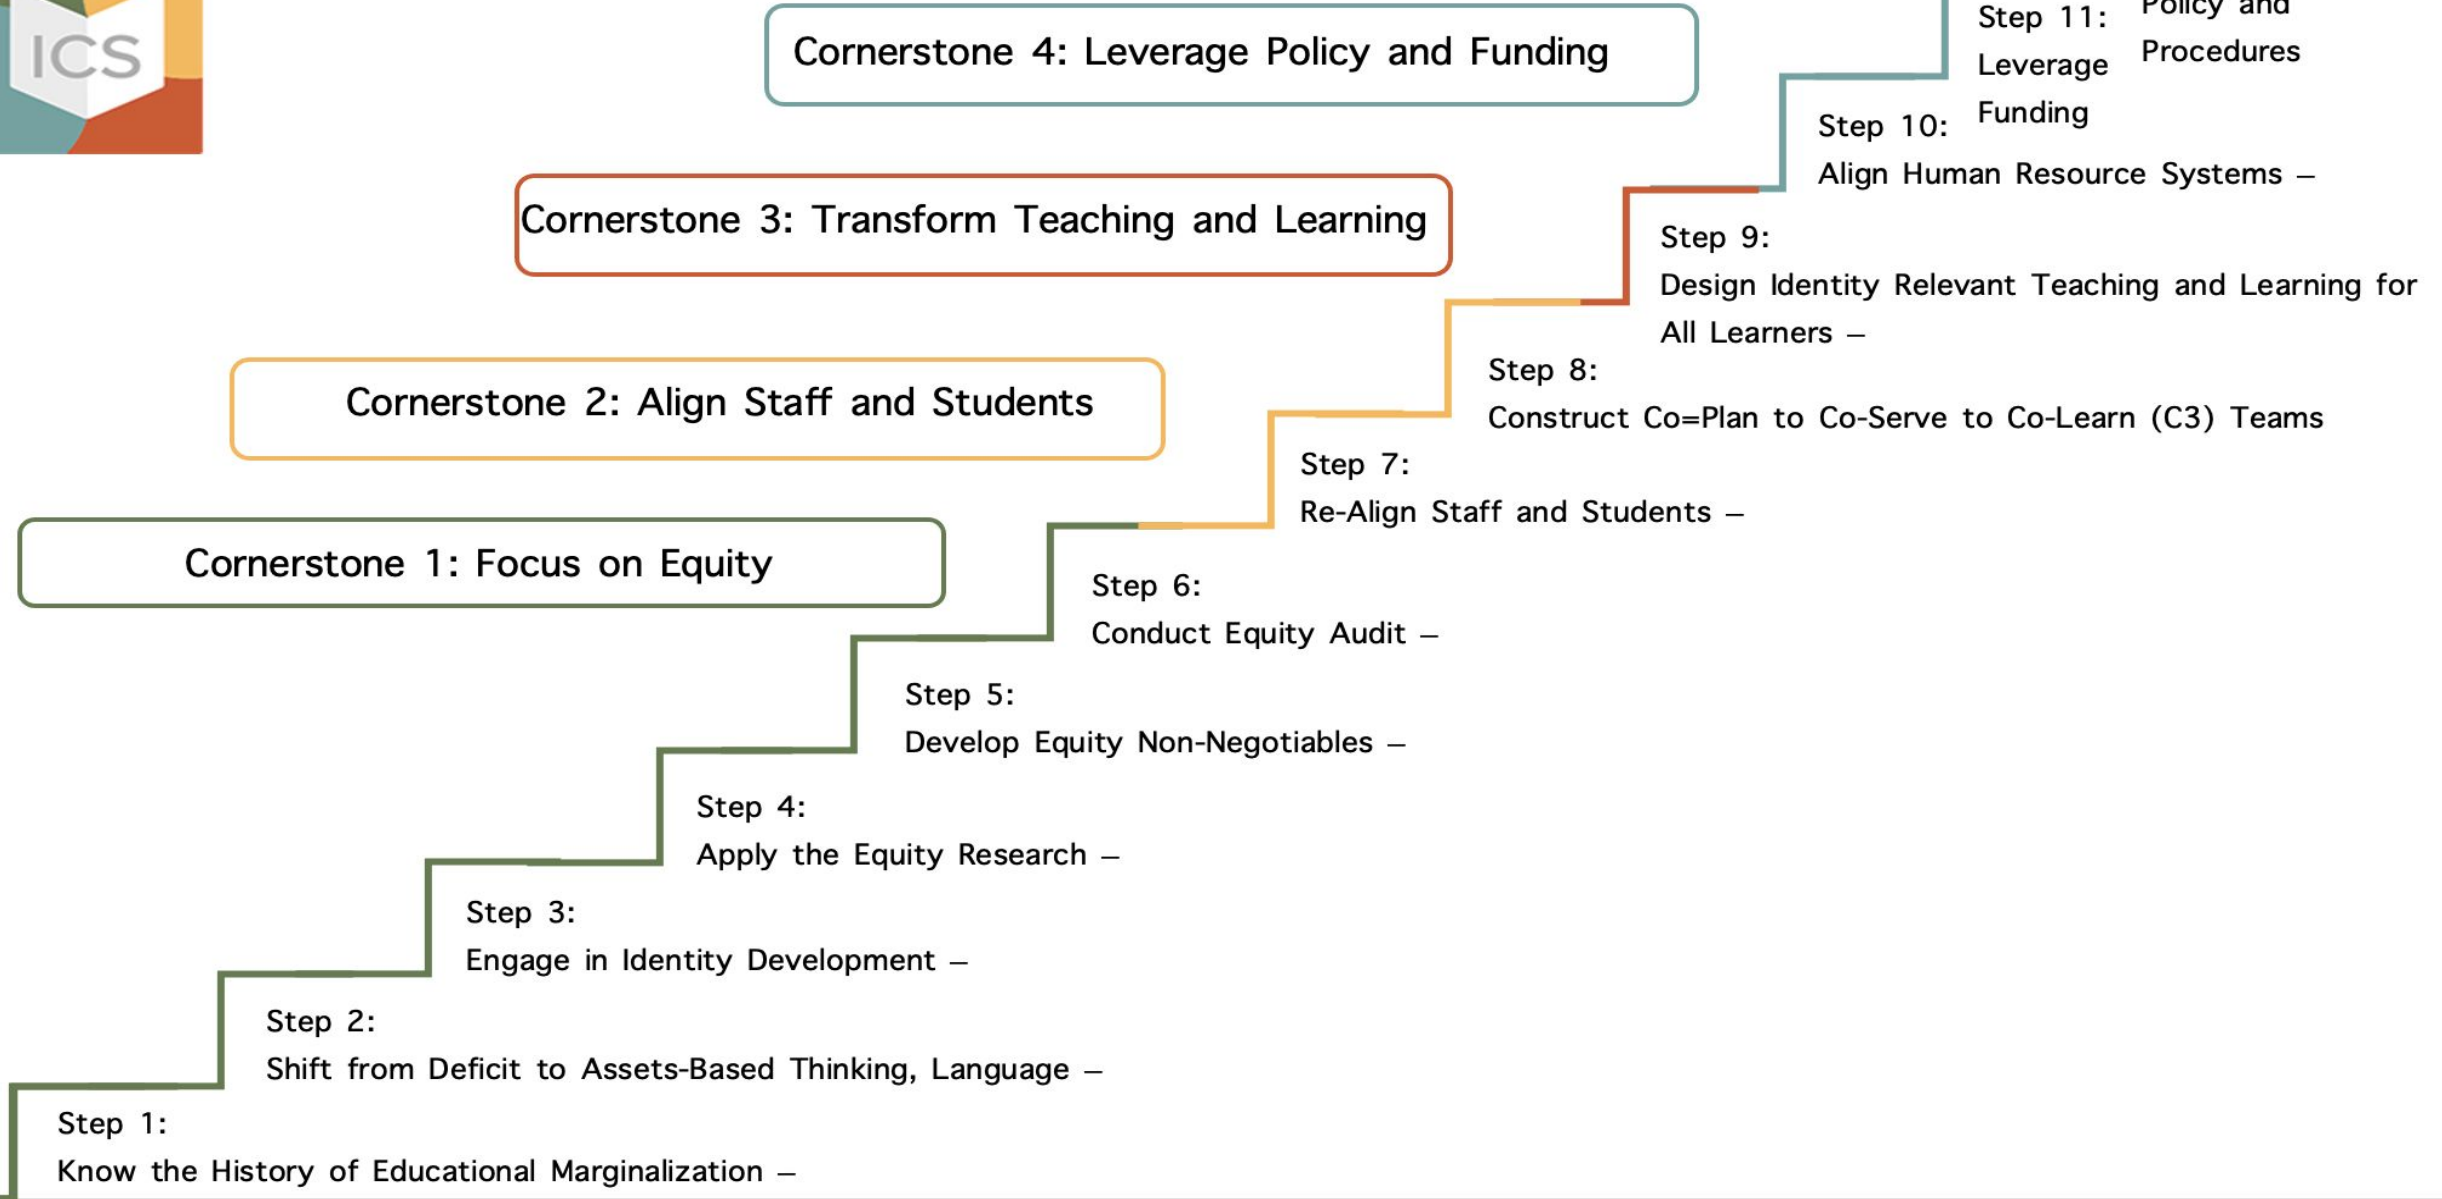 ICS
Cornerstone 4: Leverage Policy and Funding
Policy and
Procedures
Step 11:
Leverage
Funding
Step 10:
Align Human Resource Systems –
Cornerstone 3: Transform Teaching and Learning
Step 9:
Design Identity Relevant Teaching and Learning for
All Learners –
Cornerstone 2: Align Staff and Students
Step 8:
Construct Co=Plan to Co-Serve to Co-Learn (C3) Teams
Step 7:
Re-Align Staff and Students –
Cornerstone 1: Focus on Equity
Step 6:
Conduct Equity Audit –
Step 5:
Develop Equity Non-Negotiables –
Step 4:
Apply the Equity Research –
Step 3:
Engage in Identity Development –
Step 2:
Shift from Deficit to Assets-Based Thinking, Language –
Step 1:
Know the History of Educational Marginalization –